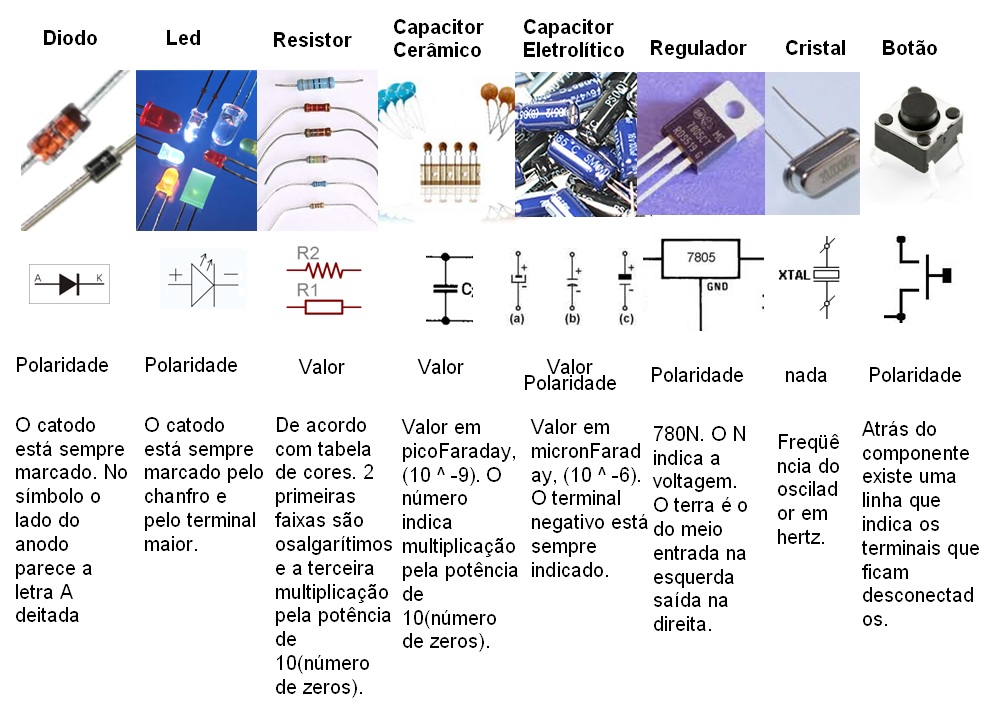 Diodo
Led
Resistor
Capacitor
Cerâmico
Capacitor
Eletrolítico
Regulador
Cristal
Botão
A
K
+
−
R2
R1
C
+
-
(a)
+
-
(b)
+
-
(c)
7805
GND
XTAL
Polaridade
Polaridade
Valor
Valor
Valor
Polaridade
Polaridade
nada
Polaridade
O catodo
está sempre
marcado. No
símbolo o
lado do
anodo
parece a
letra A
deitada
O catodo
está sempre
marcado pelo
chanfro e
pelo terminal
maior.
De acordo
com tabela
de cores. 2
primeiras
faixas são
osalgarítimos
e a terceira
multiplicação
pela potência
de
10(número
de zeros).
Valor em
picoFaraday,
(10 ^ -9). O
número
indica
multiplicação
pela potência
de
10(número
de zeros).
Valor em
micronFarad
ay, (10 ^ -6).
O terminal
negativo está
sempre
indicado.
780N. O N
indica a
voltagem.
O terra é o
do meio
entrada na
esquerda
saída na
direita.
Freqüê
ncia do
oscilad
or em
hertz.
Atrás do
componente
existe uma
linha que
indica os
terminais que
ficam
desconectad
os.